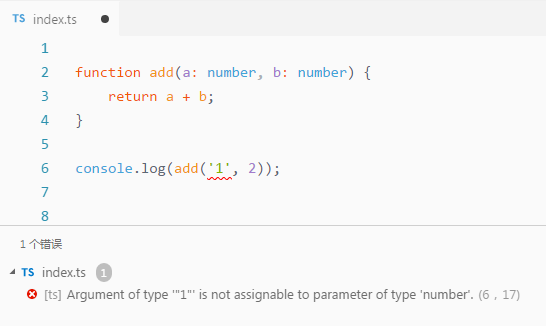 TS index.ts
1
2 function add(a: number, b: number) {
3 return a + b;
4 }
5
6 console.log(add('1', 2));
7
8
1 个错误
TS index.ts 1
[ts] Argument of type '"1"' is not assignable to parameter of type 'number'. (6 , 17)